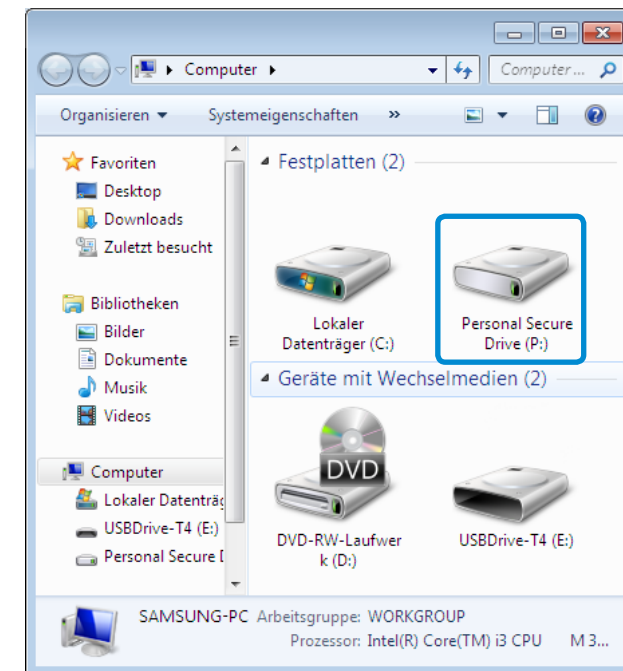 Computer
Computer ...
Organisieren
Systemeigenschaften
»
Favoriten
Desktop
Downloads
Zuletzt besucht
Bibliotheken
Bilder
Dokumente
Musik
Videos
Computer
Lokaler Datenträg
USBDrive-T4 (E:)
Personal Secure D
Festplatten (2)
Lokaler
Datenträger (C:)
Personal Secure
Drive (P:)
Geräte mit Wechselmedien (2)
DVD
DVD-RW-Laufwer
k (D:)
USBDrive-T4 (E:)
SAMSUNG-PC Arbeitsgruppe: WORKGROUP
Prozessor: Intel(R) Core(TM) i3 CPU M 3...